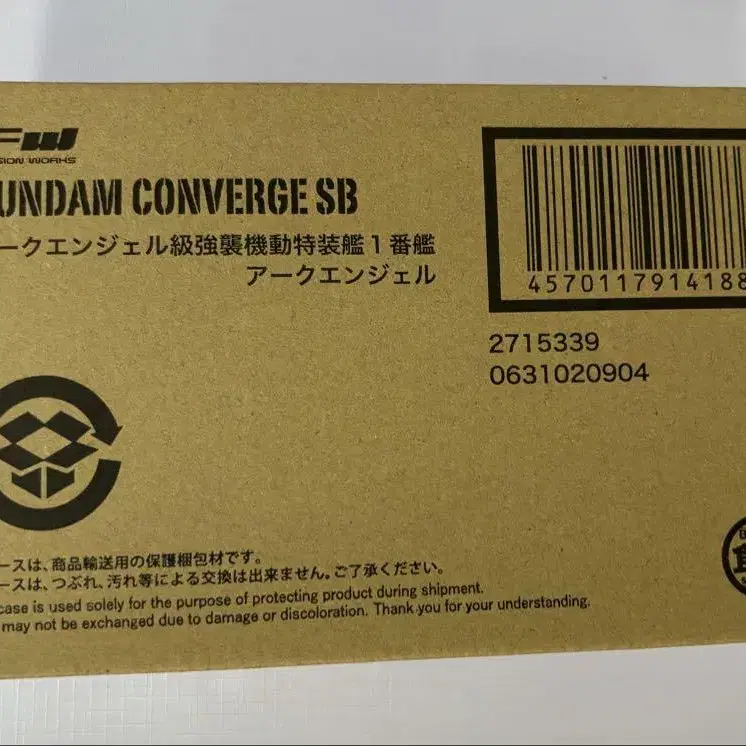 FW
SION WORKS
UNDAM CONVERGE SB
ークエンジェル級強襲機動特装艦1番艦
アークエンジェル
4570117914188
2715339
0631020904
ースは、商品輸送用の保護梱包材です。
ースは、つぶれ、汚れ等による交換は出来ません。ご了承ください。
case is used solely for the purpose of protecting product during shipment.
may not be exchanged due to damage or discoloration. Thank you for your understanding.